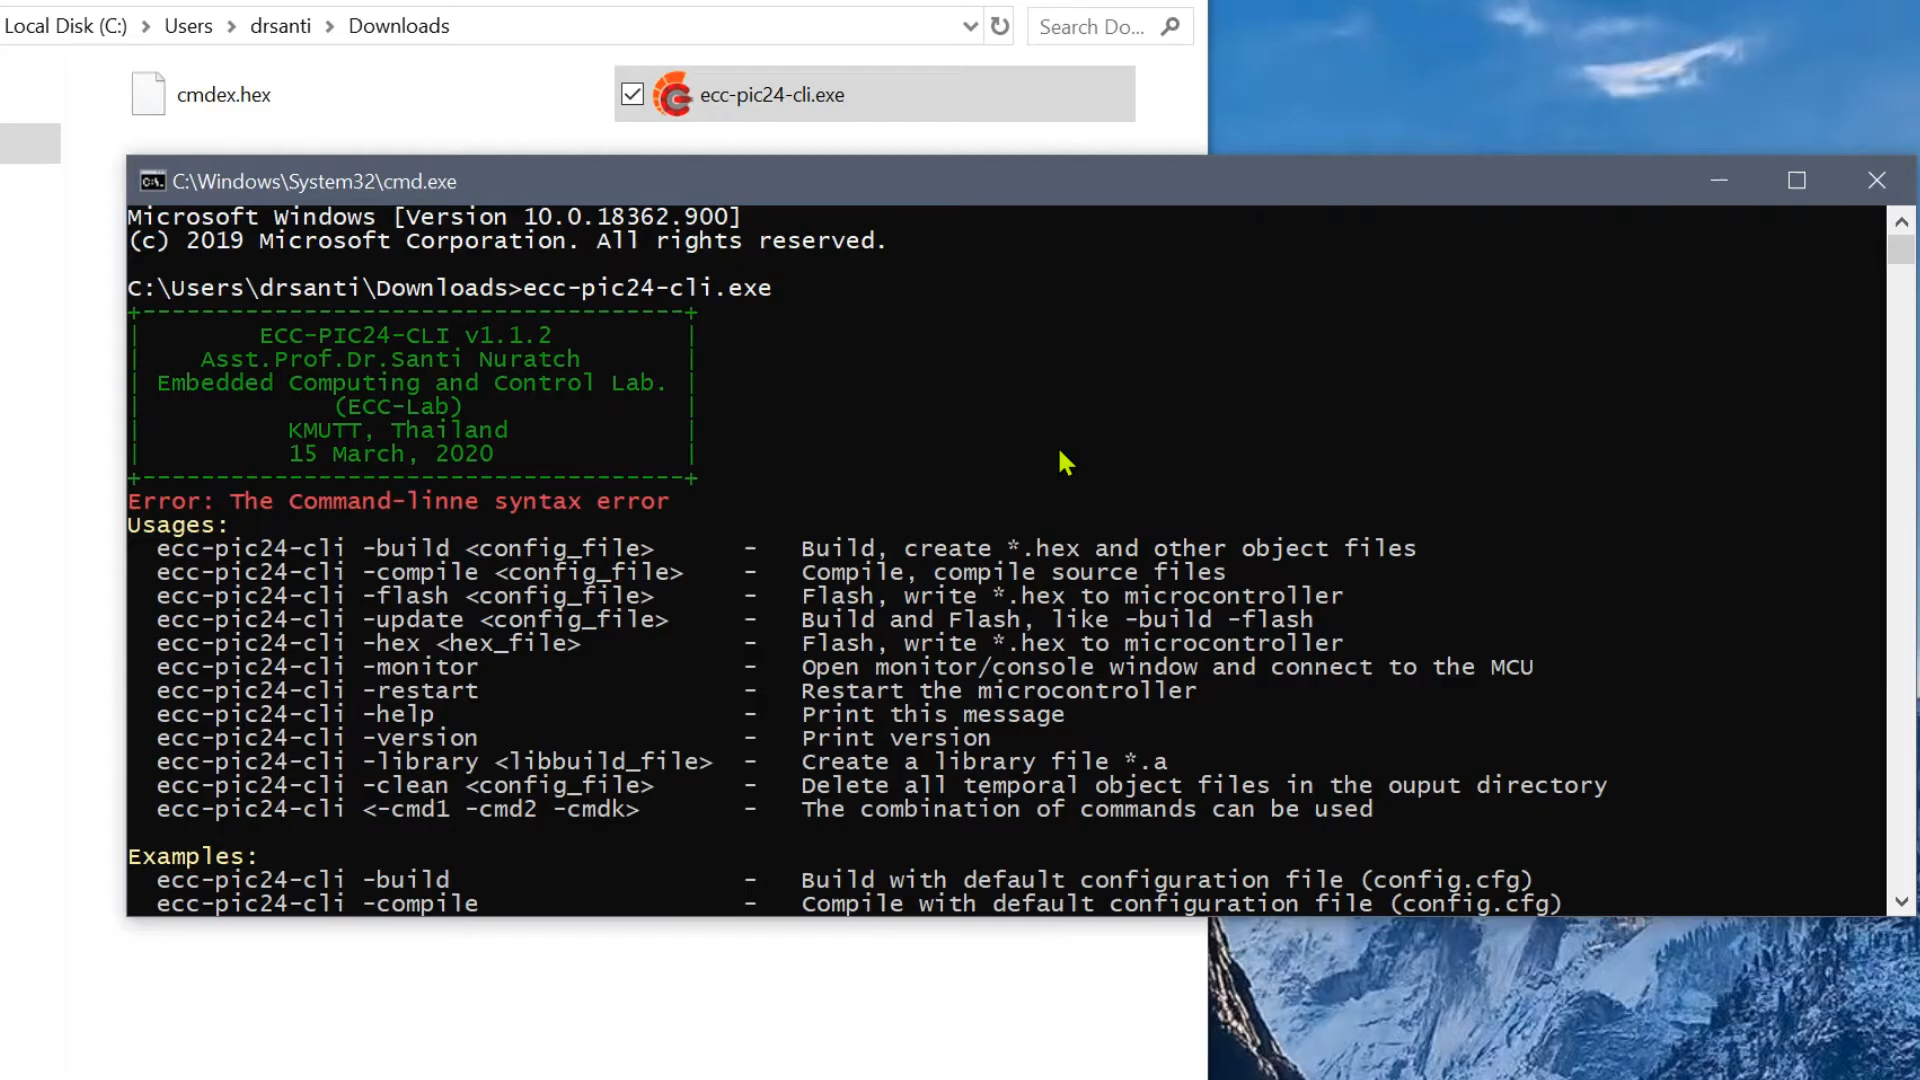 Local Disk (C:) > Users > drsanti > Downloads
Search Do...
cmdex.hex
ecc-pic24-cli.exe
C:\Windows\System32\cmd.exe
Microsoft Windows [Version 10.0.18362.900]
(c) 2019 Microsoft Corporation. All rights reserved.
C:\Users\drsanti\Downloads>ecc-pic24-cli.exe
+-------------------------------------+
| ECC-PIC24-CLI v1.1.2 |
| Asst.Prof.Dr.Santi Nuratch |
| Embedded Computing and Control Lab. |
| (ECC-Lab) |
| KMUTT, Thailand |
| 15 March, 2020 |
+-------------------------------------+
Error: The Command-linne syntax error
Usages:
ecc-pic24-cli -build <config_file> - Build, create *.hex and other object files
ecc-pic24-cli -compile <config_file> - Compile, compile source files
ecc-pic24-cli -flash <config_file> - Flash, write *.hex to microcontroller
ecc-pic24-cli -update <config_file> - Build and Flash, like -build -flash
ecc-pic24-cli -hex <hex_file> - Flash, write *.hex to microcontroller
ecc-pic24-cli -monitor - Open monitor/console window and connect to the MCU
ecc-pic24-cli -restart - Restart the microcontroller
ecc-pic24-cli -help - Print this message
ecc-pic24-cli -version - Print version
ecc-pic24-cli -library <libbuild_file> - Create a library file *.a
ecc-pic24-cli -clean <config_file> - Delete all temporal object files in the ouput directory
ecc-pic24-cli <-cmd1 -cmd2 -cmdk> - The combination of commands can be used
Examples:
ecc-pic24-cli -build - Build with default configuration file (config.cfg)
ecc-pic24-cli -compile - Compile with default configuration file (config.cfg)